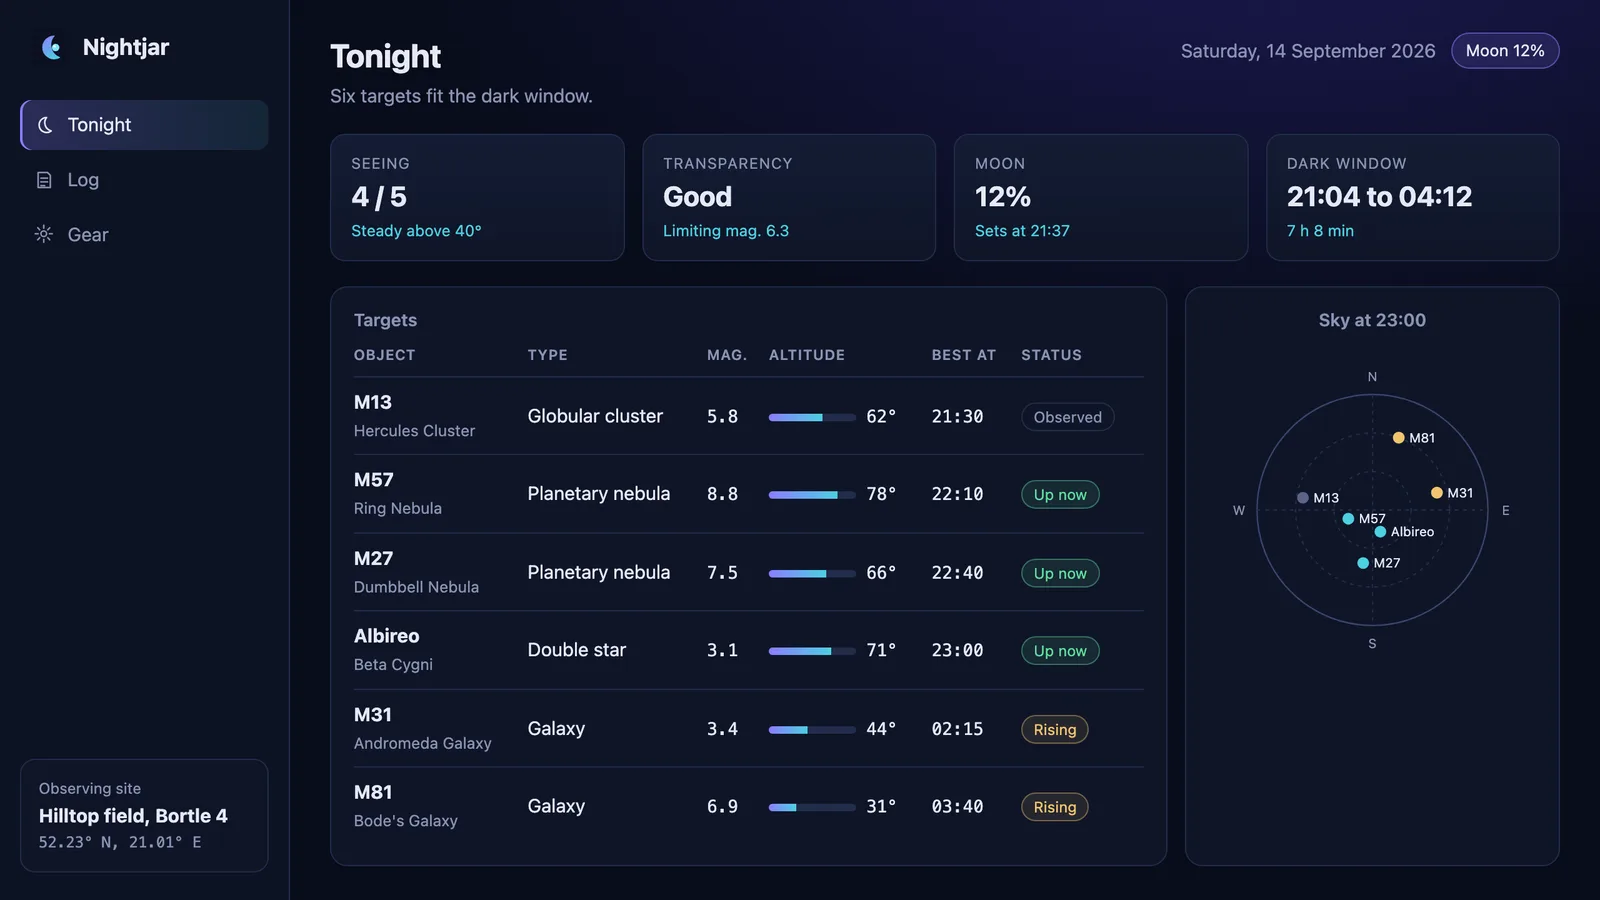 Nightjar
Tonight
Log
Gear
Observing site
Hilltop field, Bortle 4
52.23° N, 21.01° E
Tonight
Six targets fit the dark window.
Saturday, 14 September 2026
Moon 12%
SEEING
4 / 5
Steady above 40°
TRANSPARENCY
Good
Limiting mag. 6.3
MOON
12%
Sets at 21:37
DARK WINDOW
21:04 to 04:12
7 h 8 min
Targets
OBJECT TYPE MAG. ALTITUDE BEST AT STATUS
M13
Hercules Cluster
Globular cluster 5.8 62° 21:30 Observed
M57
Ring Nebula
Planetary nebula 8.8 78° 22:10 Up now
M27
Dumbbell Nebula
Planetary nebula 7.5 66° 22:40 Up now
Albireo
Beta Cygni
Double star 3.1 71° 23:00 Up now
M31
Andromeda Galaxy
Galaxy 3.4 44° 02:15 Rising
M81
Bode's Galaxy
Galaxy 6.9 31° 03:40 Rising
Sky at 23:00
N
M81
M31
M13
W
E
M57
Albireo
M27
S